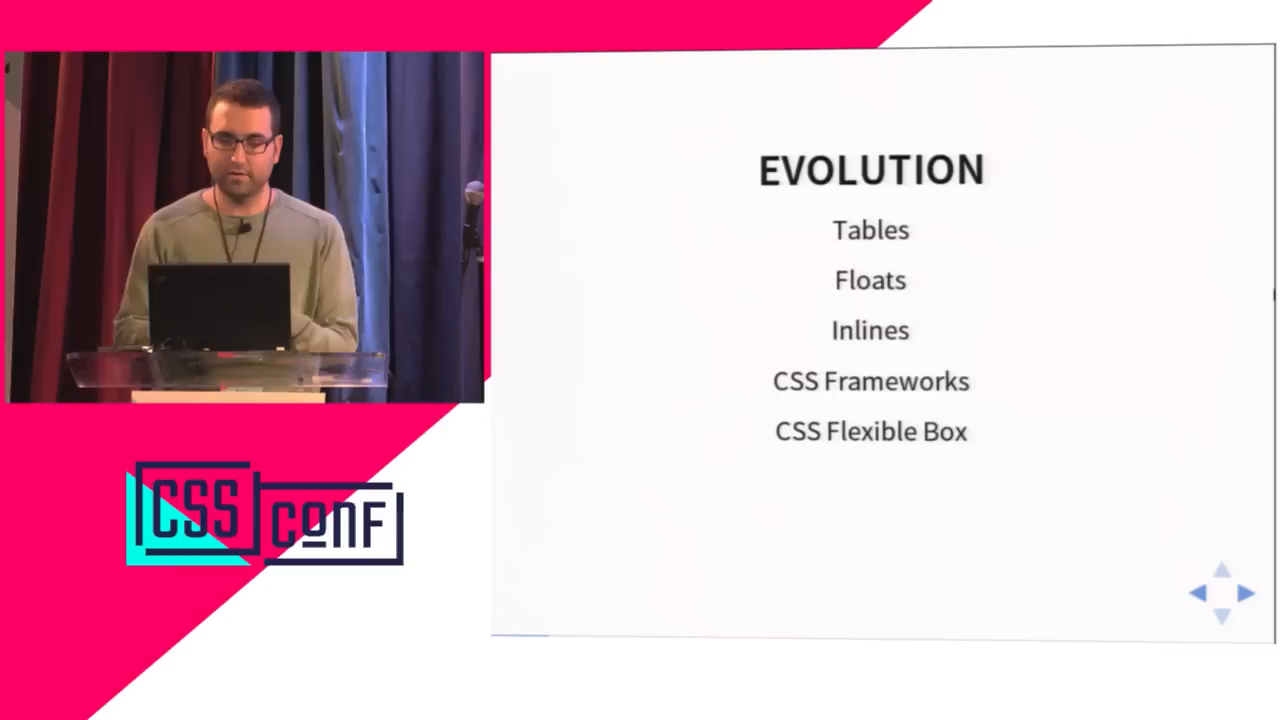 EVOLUTION
Tables
Floats
Inlines
CSS Frameworks
CSS Flexible Box
CSS
CONF